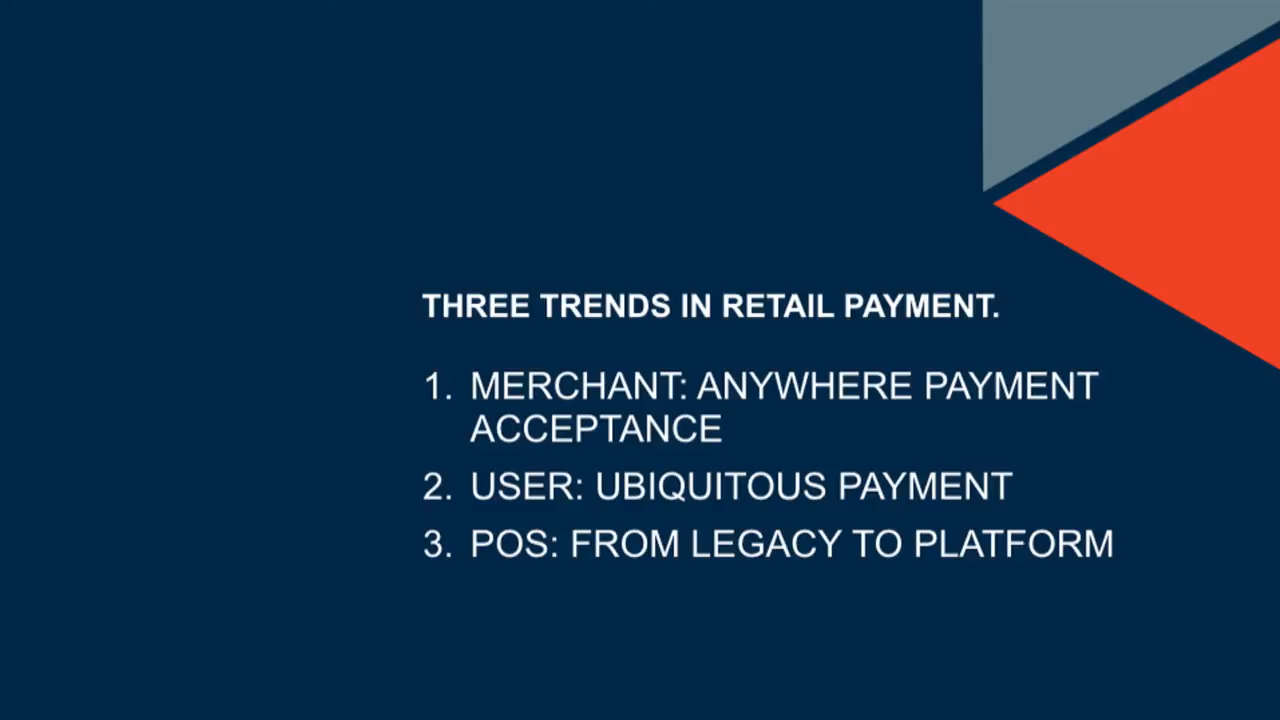 THREE TRENDS IN RETAIL PAYMENT.
1. MERCHANT: ANYWHERE PAYMENT
ACCEPTANCE
2. USER: UBIQUITOUS PAYMENT
3. POS: FROM LEGACY TO PLATFORM